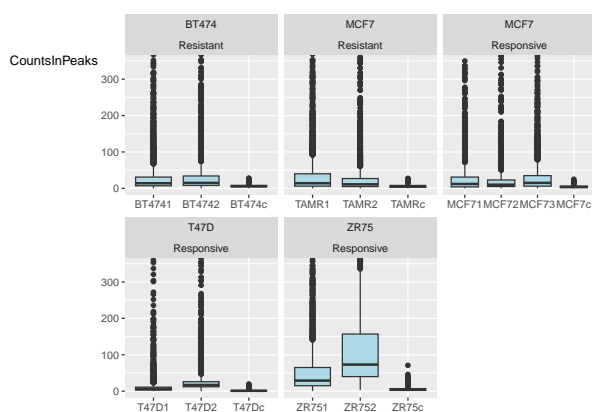 BT474
MCF7
MCF7
Resistant
Resistant
Responsive
CountsInPeaks
300
200
100
0
BT4741 BT4742 BT474c
TAMR1 TAMR2 TAMRc
MCF71 MCF72 MCF73 MCF7c
T47D
ZR75
Responsive
Responsive
300
200
100
0
T47D1 T47D2 T47Dc
ZR751 ZR752 ZR75c